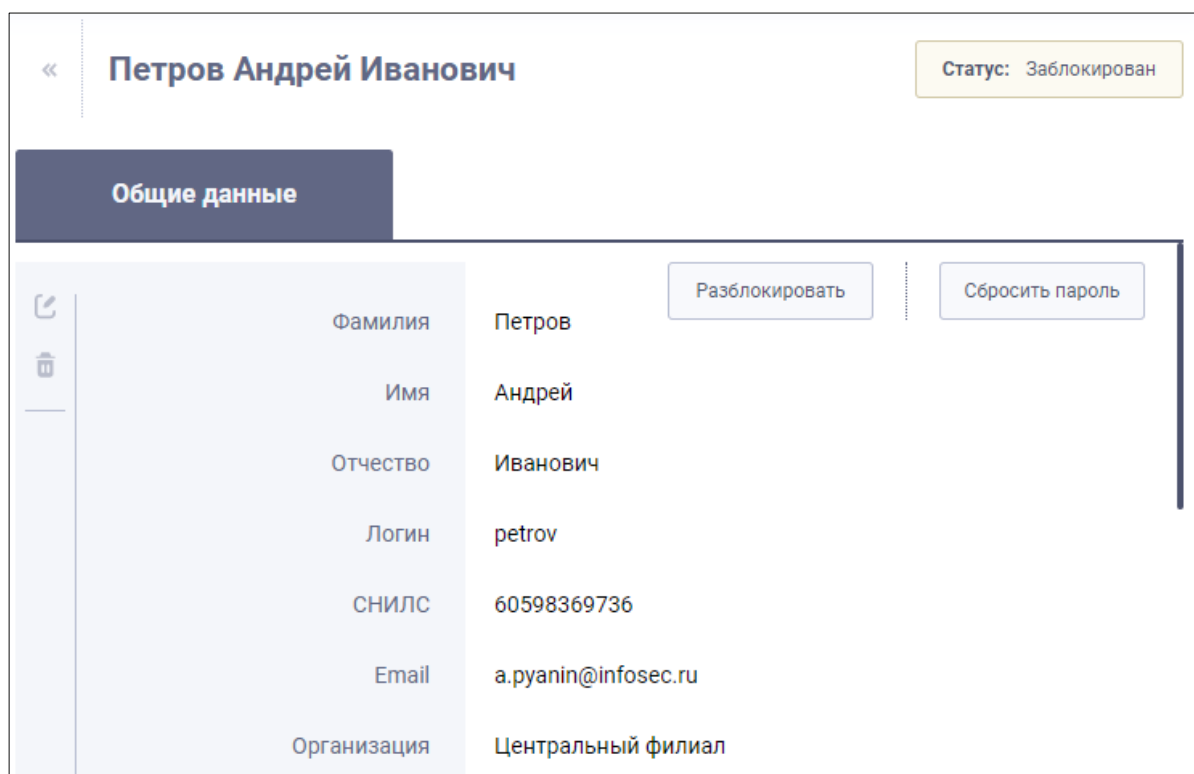 « Петров Андрей Иванович Статус: Заблокирован
Общие данные
Разблокировать Сбросить пароль
Фамилия Петров
Имя Андрей
Отчество Иванович
Логин petrov
СНИЛС 60598369736
Email a.pyanin@infosec.ru
Организация Центральный филиал